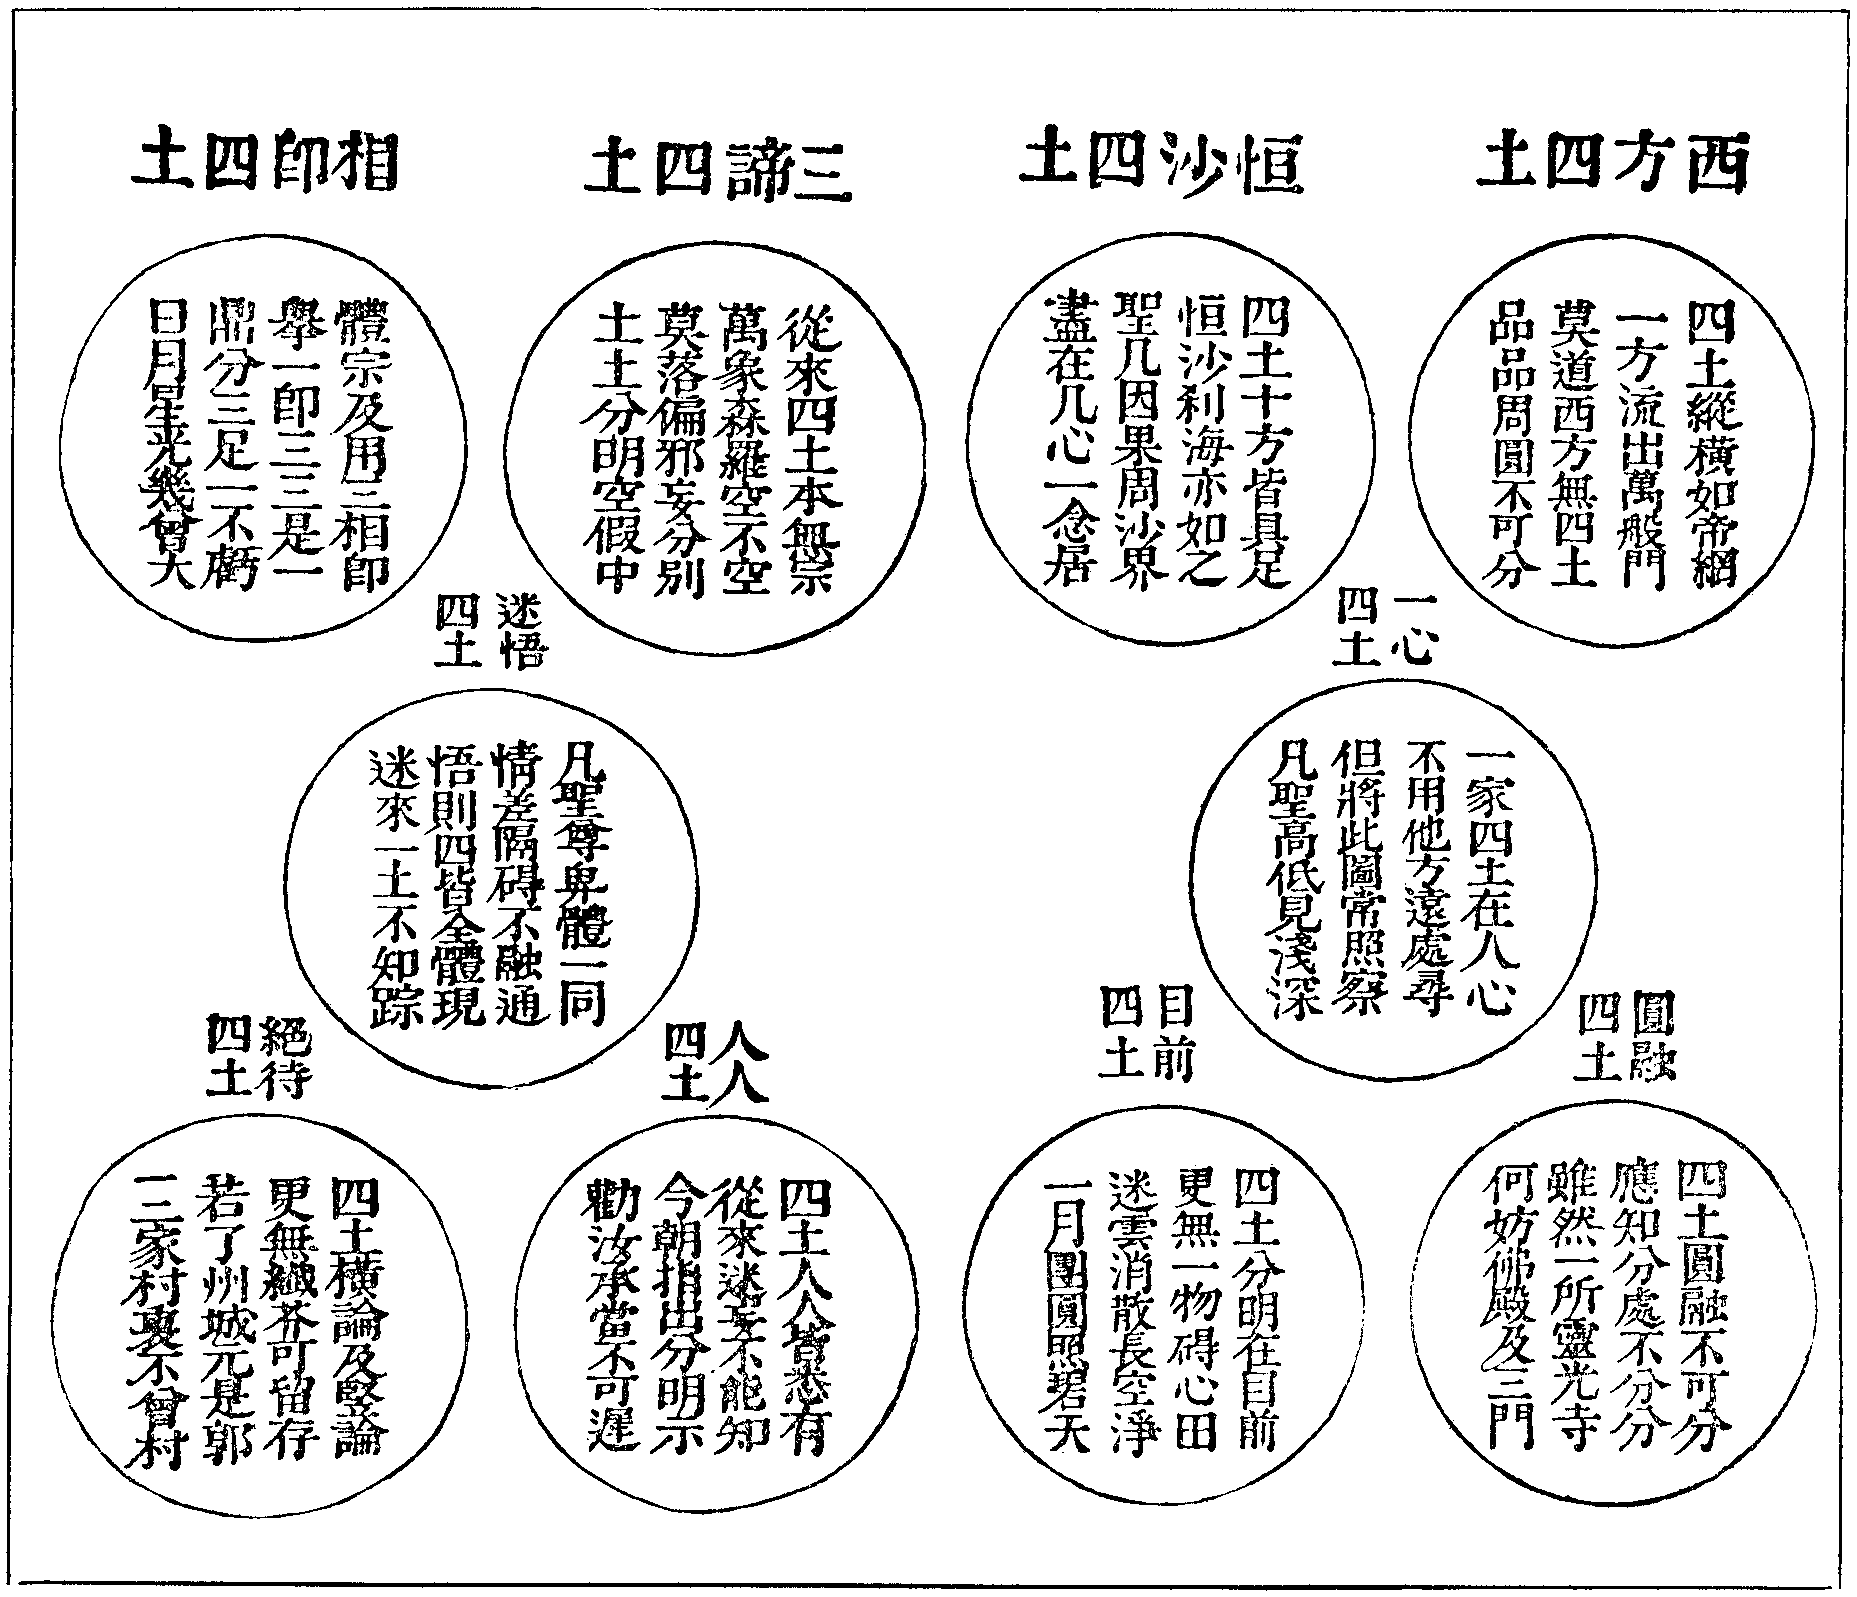 西方四土
四土縱橫如帝網
一方流出萬般門
莫道西方無四土
品品周圓不可分
恒沙四土
四土十方皆具足
恒沙刹海亦如之
聖凡因果周沙界
盡在凡心一念居
一心
四土
一家四土在人心
不用他方遠處尋
但將此圖常照察
凡聖高低見淺深
圓融
四土
四土圓融不可分
應知分處不分分
雖然一所靈光寺
何妨佛殿及三門
目前
四土
四土分明在目前
更無一物碍心田
迷雲消散長空淨
一月團圓照碧天
三諦四土
從來四土本無宗
萬象森羅空不空
莫落偏邪妄分別
土土分明空假中
相卽四土
體宗及用三相卽
舉一卽三三是一
鼎分三足一不虧
日月星光幾曾大
迷悟
四土
凡聖尊卑體一同
情差隔碍不融通
悟則四皆全體現
迷來一土不知踪
人人
四土
四土人人皆悉有
從來迷妄不能知
今朝指出分明示
勸汝承當不可遲
絕待
四土
四土橫論及竪論
更無纖芥可留存
若了州城元是郭
一三家村裏不曾村